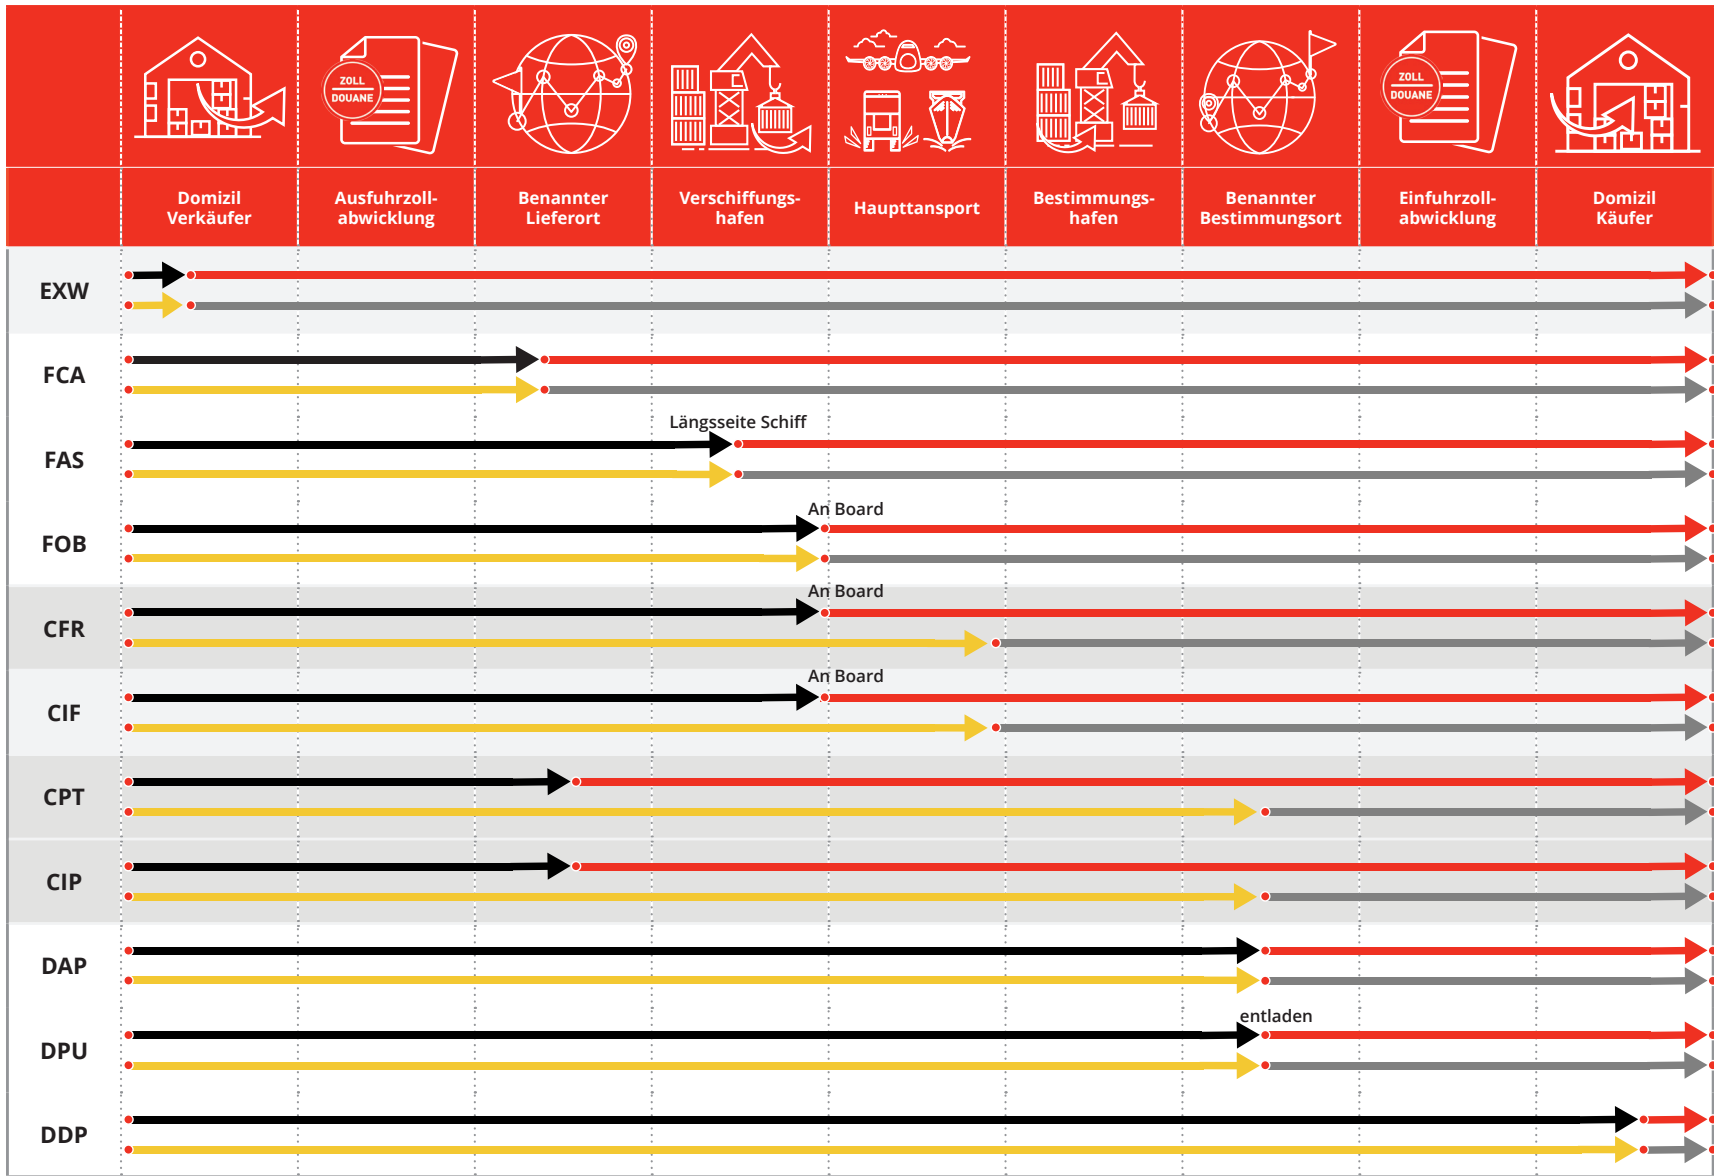 ZOLL
DOUANE
ZOLL
DOUANE
Domizil
Verkäufer
Ausfuhrzoll-
abwicklung
Benannter
Lieferort
Verschiffungs-
hafen
Haupttansport
Bestimmungs-
hafen
Benannter
Bestimmungsort
Einfuhrzoll-
abwicklung
Domizil
Käufer
EXW
FCA
Längsseite Schiff
FAS
An Board
FOB
An Board
CFR
An Board
CIF
CPT
CIP
DAP
entladen
DPU
DDP